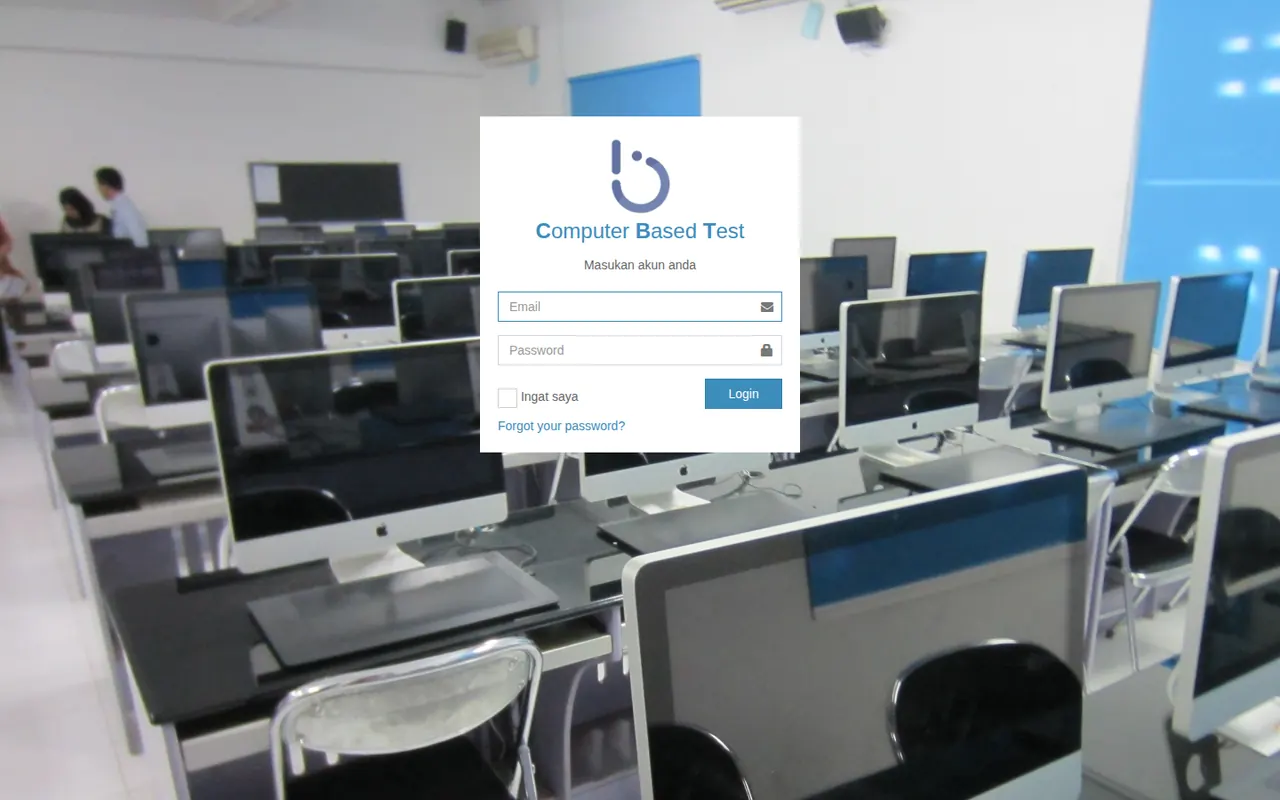 Computer Based Test
Masukan akun anda
Email
Password
Ingat saya
Login
Forgot your password?